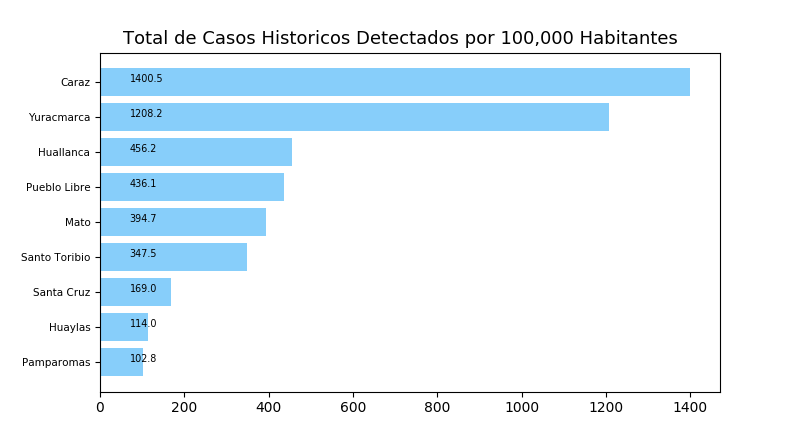 Total de Casos Historicos Detectados por 100,000 Habitantes
Caraz 1400.5
Yuracmarca 1208.2
Huallanca 456.2
Pueblo Libre 436.1
Mato 394.7
Santo Toribio 347.5
Santa Cruz 169.0
Huaylas 114.0
Pamparomas 102.8
0 200 400 600 800 1000 1200 1400